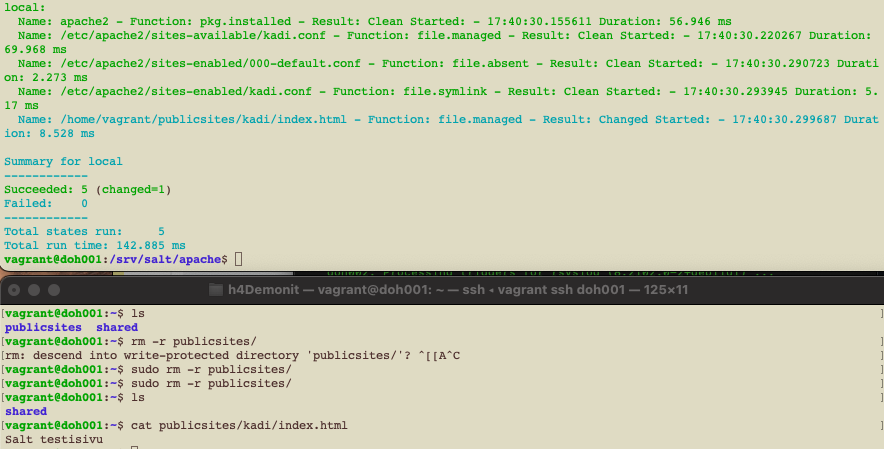 local:
  Name: apache2 - Function: pkg.installed - Result: Clean Started: - 17:40:30.155611 Duration: 56.946 ms
  Name: /etc/apache2/sites-available/kadi.conf - Function: file.managed - Result: Clean Started: - 17:40:30.220267 Duration:
69.968 ms
  Name: /etc/apache2/sites-enabled/000-default.conf - Function: file.absent - Result: Clean Started: - 17:40:30.290723 Durati
on: 2.273 ms
  Name: /etc/apache2/sites-enabled/kadi.conf - Function: file.symlink - Result: Clean Started: - 17:40:30.293945 Duration: 5.
17 ms
  Name: /home/vagrant/publicsites/kadi/index.html - Function: file.managed - Result: Changed Started: - 17:40:30.299687 Durat
ion: 8.528 ms

Summary for local
------------
Succeeded: 5 (changed=1)
Failed:    0
------------
Total states run:     5
Total run time: 142.885 ms
vagrant@doh001:/srv/salt/apache$
h4Demonit — vagrant@doh001: ~ — ssh ◂ vagrant ssh doh001 — 125×11
[vagrant@doh001:~$ ls ]
publicsites  shared
[vagrant@doh001:~$ rm -r publicsites/ ]
[rm: descend into write-protected directory 'publicsites/'? ^[[A^C
[vagrant@doh001:~$ sudo rm -r publicsites/ ]
[vagrant@doh001:~$ sudo rm -r publicsites/ ]
[vagrant@doh001:~$ ls ]
shared
[vagrant@doh001:~$ cat publicsites/kadi/index.html ]
Salt testisivu